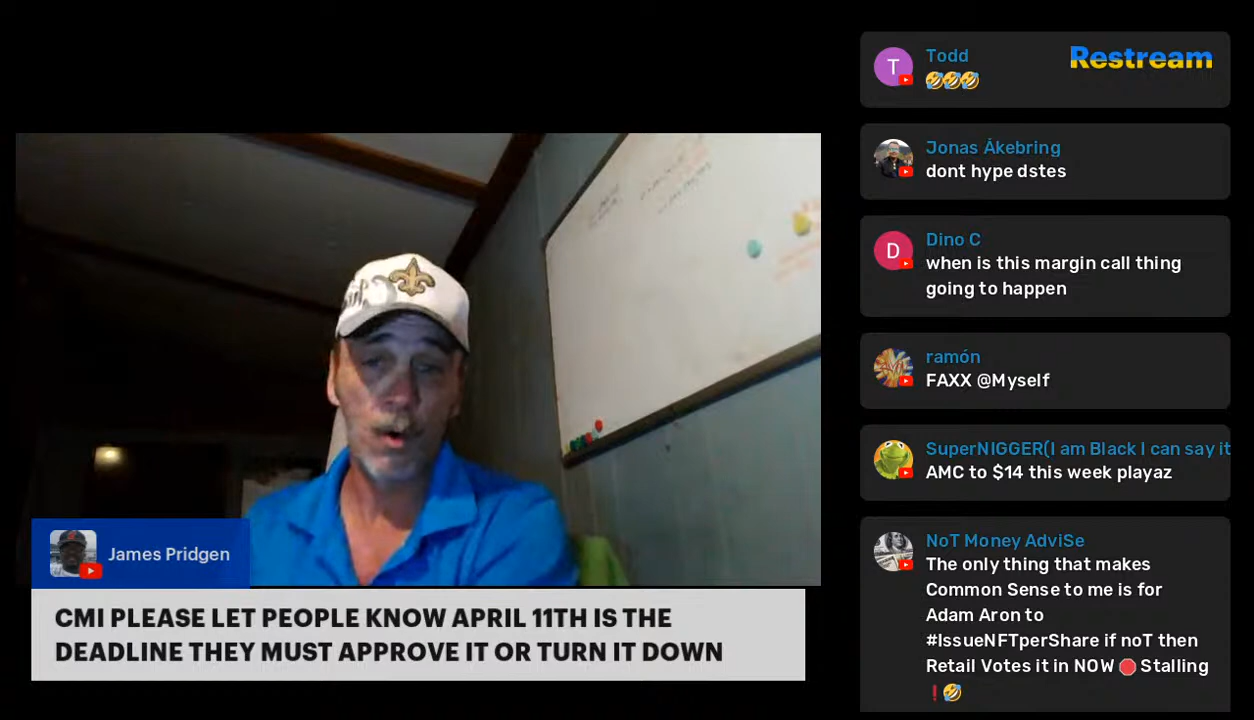 Restream
T
Todd
🤣🤣🤣
Jonas Åkebring
dont hype dstes
D
Dino C
when is this margin call thing
going to happen
ramón
FAXX @Myself
SuperNIGGER(I am Black I can say it
AMC to $14 this week playaz
NoT Money AdviSe
The only thing that makes
Common Sense to me is for
Adam Aron to
#IssueNFTperShare if noT then
Retail Votes it in NOW 🛑 Stalling
❗🤣
James Pridgen
CMI PLEASE LET PEOPLE KNOW APRIL 11TH IS THE
DEADLINE THEY MUST APPROVE IT OR TURN IT DOWN